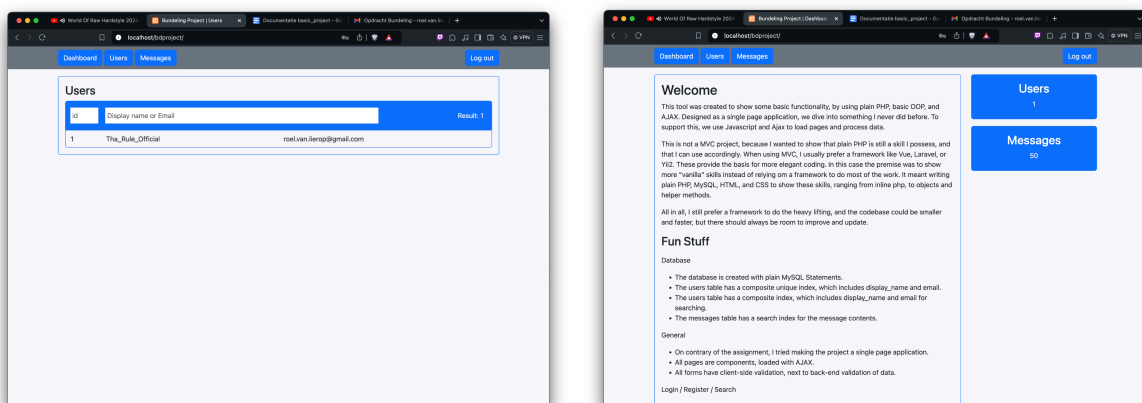 World Of Raw Hardstyle 202
Bundeling Project | Users
Documentatie basic_project - G
Opdracht Bundeling - roel.van.lie
localhost/bdproject/
VPN
Dashboard
Users
Messages
Log out
Users
id
Display name or Email
Result: 1
1
Tha_Rule_Official
roel.van.lierop@gmail.com
World Of Raw Hardstyle 202
Bundeling Project | Dashboa
Documentatie basic_project - G
Opdracht Bundeling - roel.van.lie
localhost/bdproject/
VPN
Dashboard
Users
Messages
Log out
Welcome
This tool was created to show some basic functionality, by using plain PHP, basic OOP, and
AJAX. Designed as a single page application, we dive into something I never did before. To
support this, we use Javascript and Ajax to load pages and process data.
This is not a MVC project, because I wanted to show that plain PHP is still a skill I possess, and
that I can use accordingly. When using MVC, I usually prefer a framework like Vue, Laravel, or
Yii2. These provide the basis for more elegant coding. In this case the premise was to show
more "vanilla" skills instead of relying om a framework to do most of the work. It meant writing
plain PHP, MySQL, HTML, and CSS to show these skills, ranging from inline php, to objects and
helper methods.
All in all, I still prefer a framework to do the heavy lifting, and the codebase could be smaller
and faster, but there should always be room to improve and update.
Fun Stuff
Database
• The database is created with plain MySQL Statements.
• The users table has a composite unique index, which includes display_name and email.
• The users table has a composite index, which includes display_name and email for
searching.
• The messages table has a search index for the message contents.
General
• On contrary of the assignment, I tried making the project a single page application.
• All pages are components, loaded with AJAX.
• All forms have client-side validation, next to back-end validation of data.
Login / Register / Search
Users
1
Messages
50